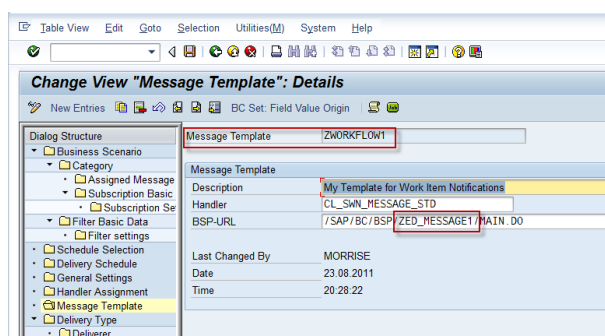 Table View Edit Goto Selection Utilities(M) System Help
Change View "Message Template": Details
New Entries BC Set: Field Value Origin
Dialog Structure
Business Scenario
Category
Assigned Message
Subscription Basic
Subscription Se
Filter Basic Data
Filter settings
Schedule Selection
Delivery Schedule
General Settings
Handler Assignment
Message Template
Delivery Type
Deliverer
Message Template ZWORKFLOW1
Message Template
Description My Template for Work Item Notifications
Handler CL_SWN_MESSAGE_STD
BSP-URL /SAP/BC/BSP/ZED_MESSAGE1/MAIN.DO
Last Changed By MORRISE
Date 23.08.2011
Time 20:28:22